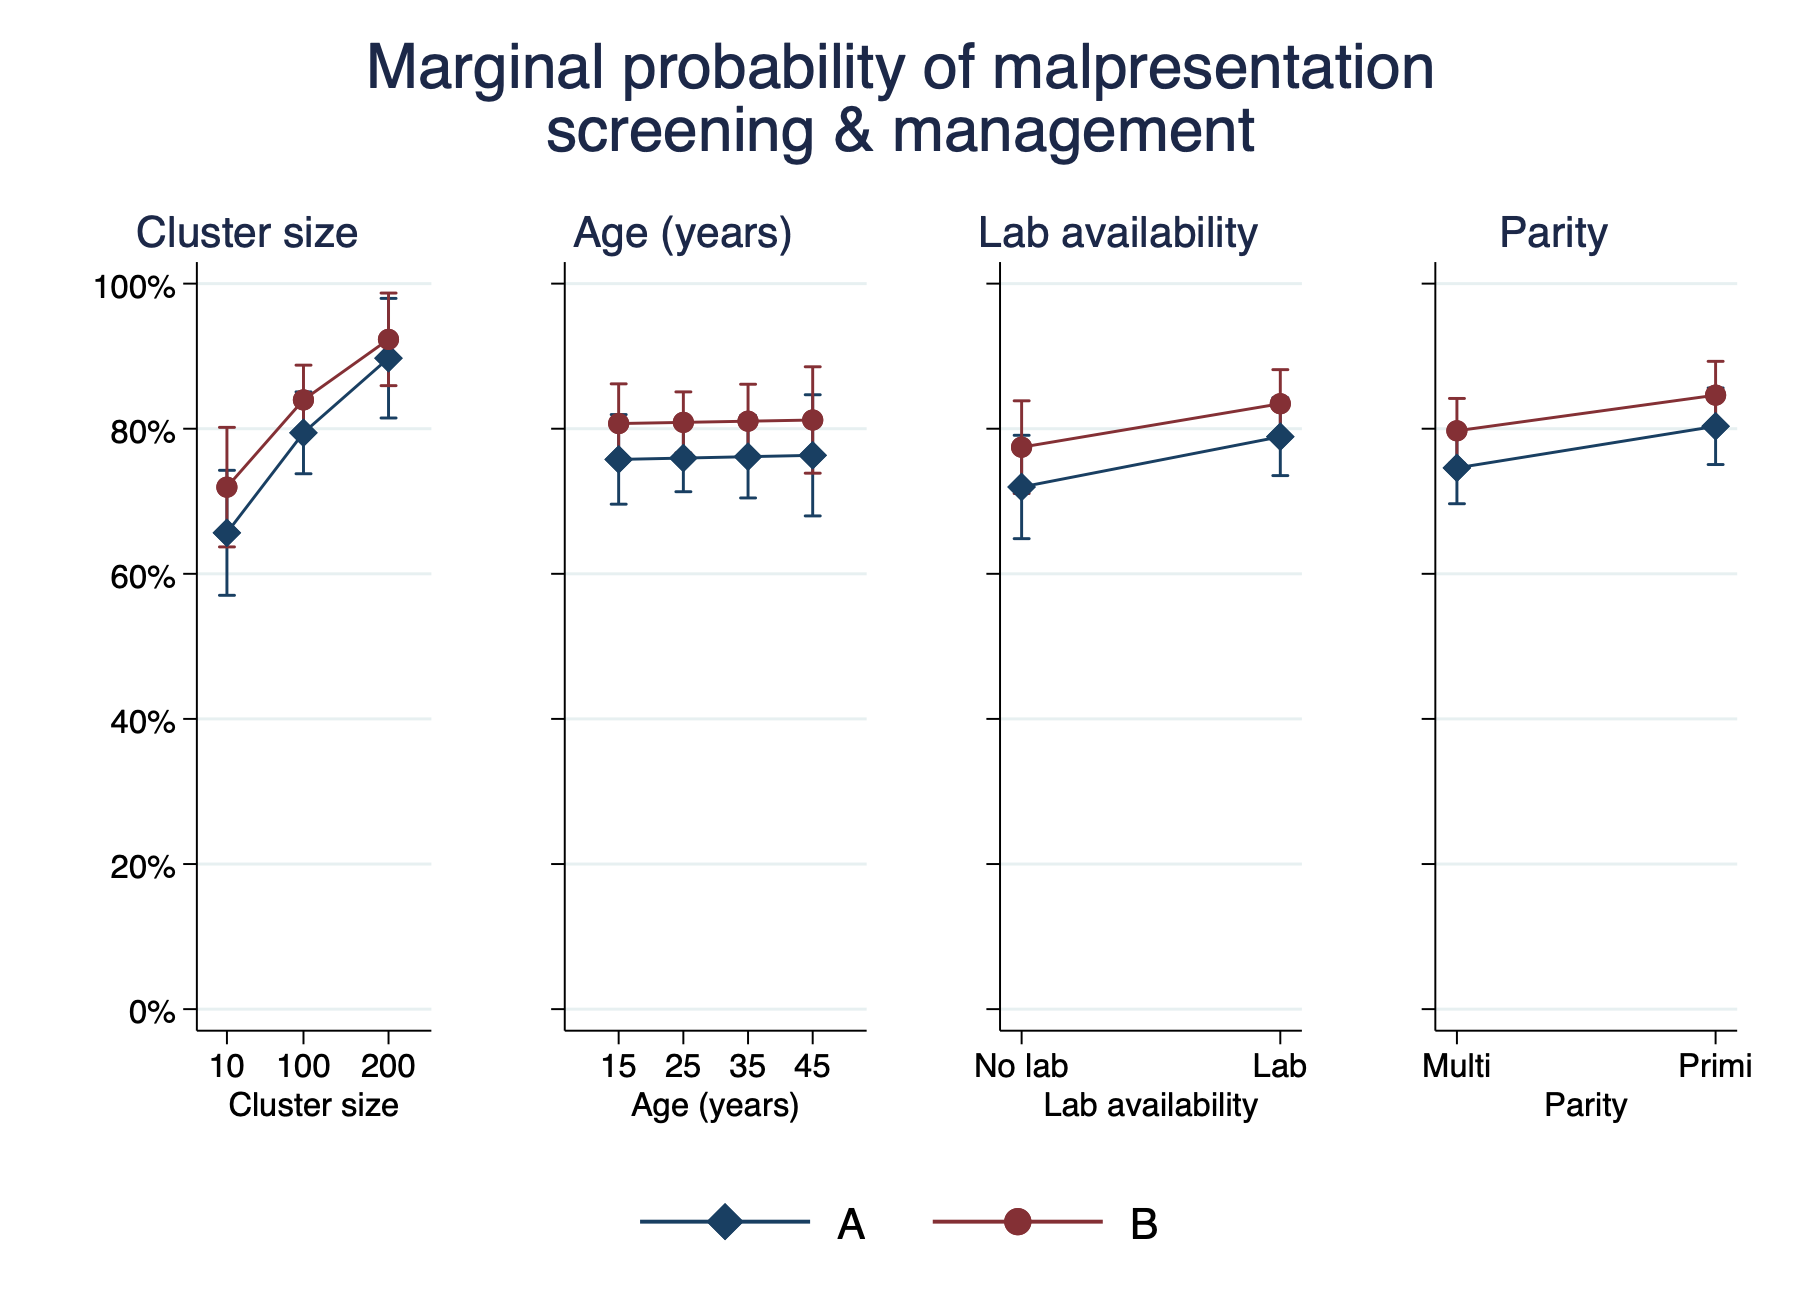 Marginal probability of malpresentation
screening & management
Cluster size
Age (years)
Lab availability
Parity
100%
80%
60%
40%
20%
0%
10 100 200
15 25 35 45
No lab Lab
Multi Primi
Cluster size
Age (years)
Lab availability
Parity
A
B